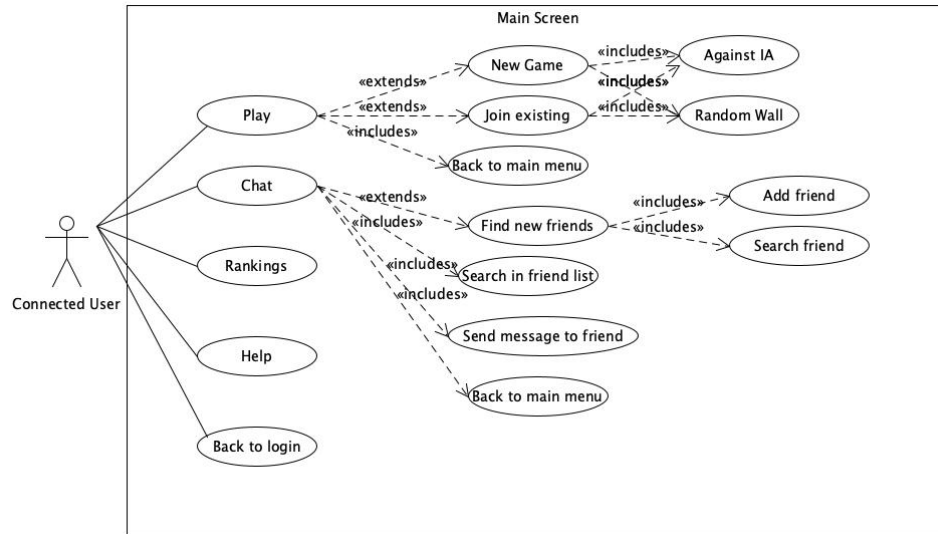 Main Screen
«includes»
Against IA
New Game
«extends»
«includes»
«extends»
«includes»
Play
Join existing
Random Wall
«includes»
Back to main menu
Chat
«extends»
«includes»
Add friend
«includes»
Find new friends
«includes»
Search friend
Rankings
«includes»
Search in friend list
«includes»
Connected User
Send message to friend
Help
Back to main menu
Back to login